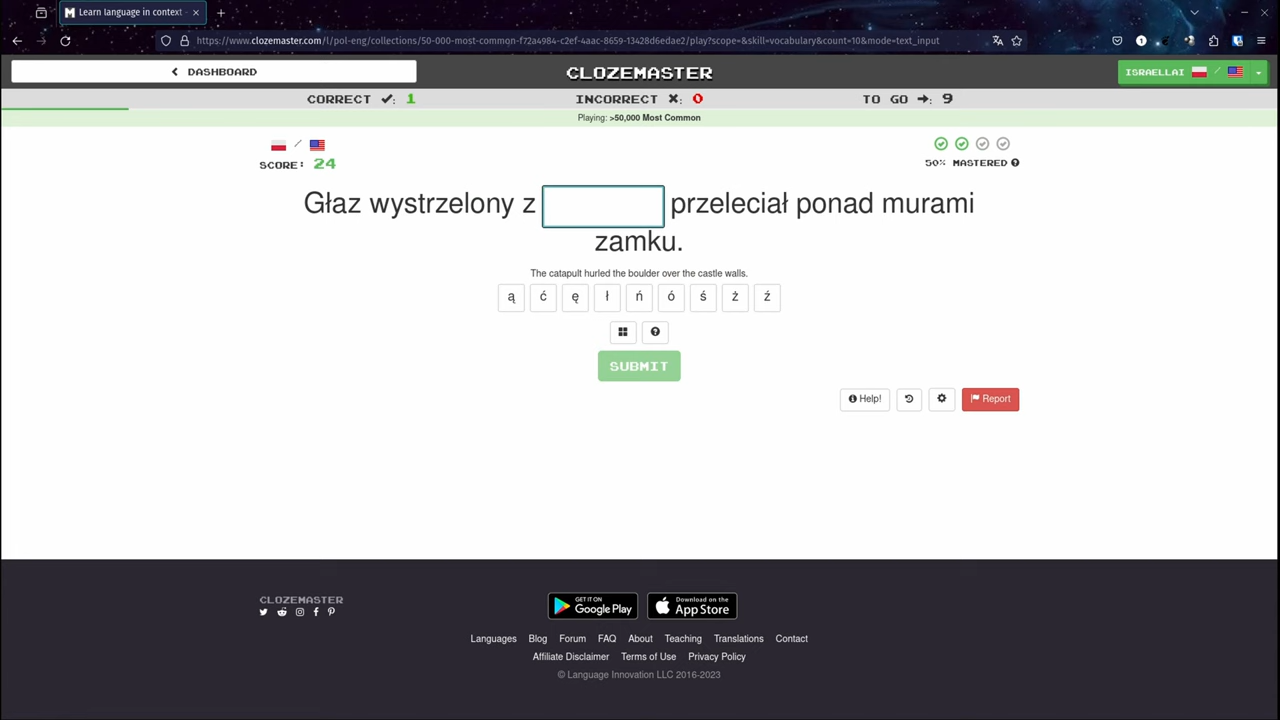 Learn language in context -
https://www.clozemaster.com/l/pol-eng/collections/50-000-most-common-f72a4984-c2ef-4aac-8659-13428d6edae2/play?scope=&skill=vocabulary&count=10&mode=text_input
DASHBOARD
CLOZEMASTER
ISRAELLAI /
CORRECT ✔: 1
INCORRECT ✖: 0
TO GO ➔: 9
Playing: >50,000 Most Common
/
SCORE: 24
50% MASTERED ?
Głaz wystrzelony z przeleciał ponad murami
zamku.
The catapult hurled the boulder over the castle walls.
ą ć ę ł ń ó ś ż ź
?
SUBMIT
Help!
Report
CLOZEMASTER
GET IT ON
Google Play
Download on the
App Store
Languages Blog Forum FAQ About Teaching Translations Contact
Affiliate Disclaimer Terms of Use Privacy Policy
© Language Innovation LLC 2016-2023